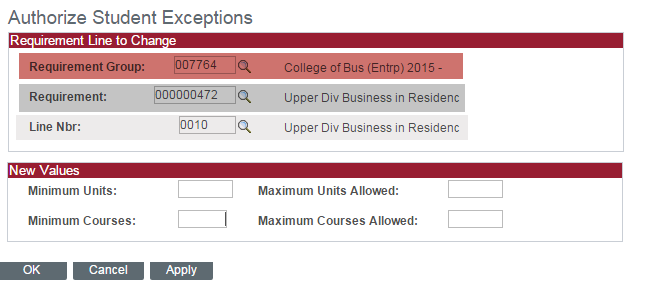 Authorize Student Exceptions
Requirement Line to Change
Requirement Group: 007764 College of Bus (Entrp) 2015 -
Requirement: 000000472 Upper Div Business in Residenc
Line Nbr: 0010 Upper Div Business in Residenc
New Values
Minimum Units: Maximum Units Allowed:
Minimum Courses: Maximum Courses Allowed:
OK Cancel Apply